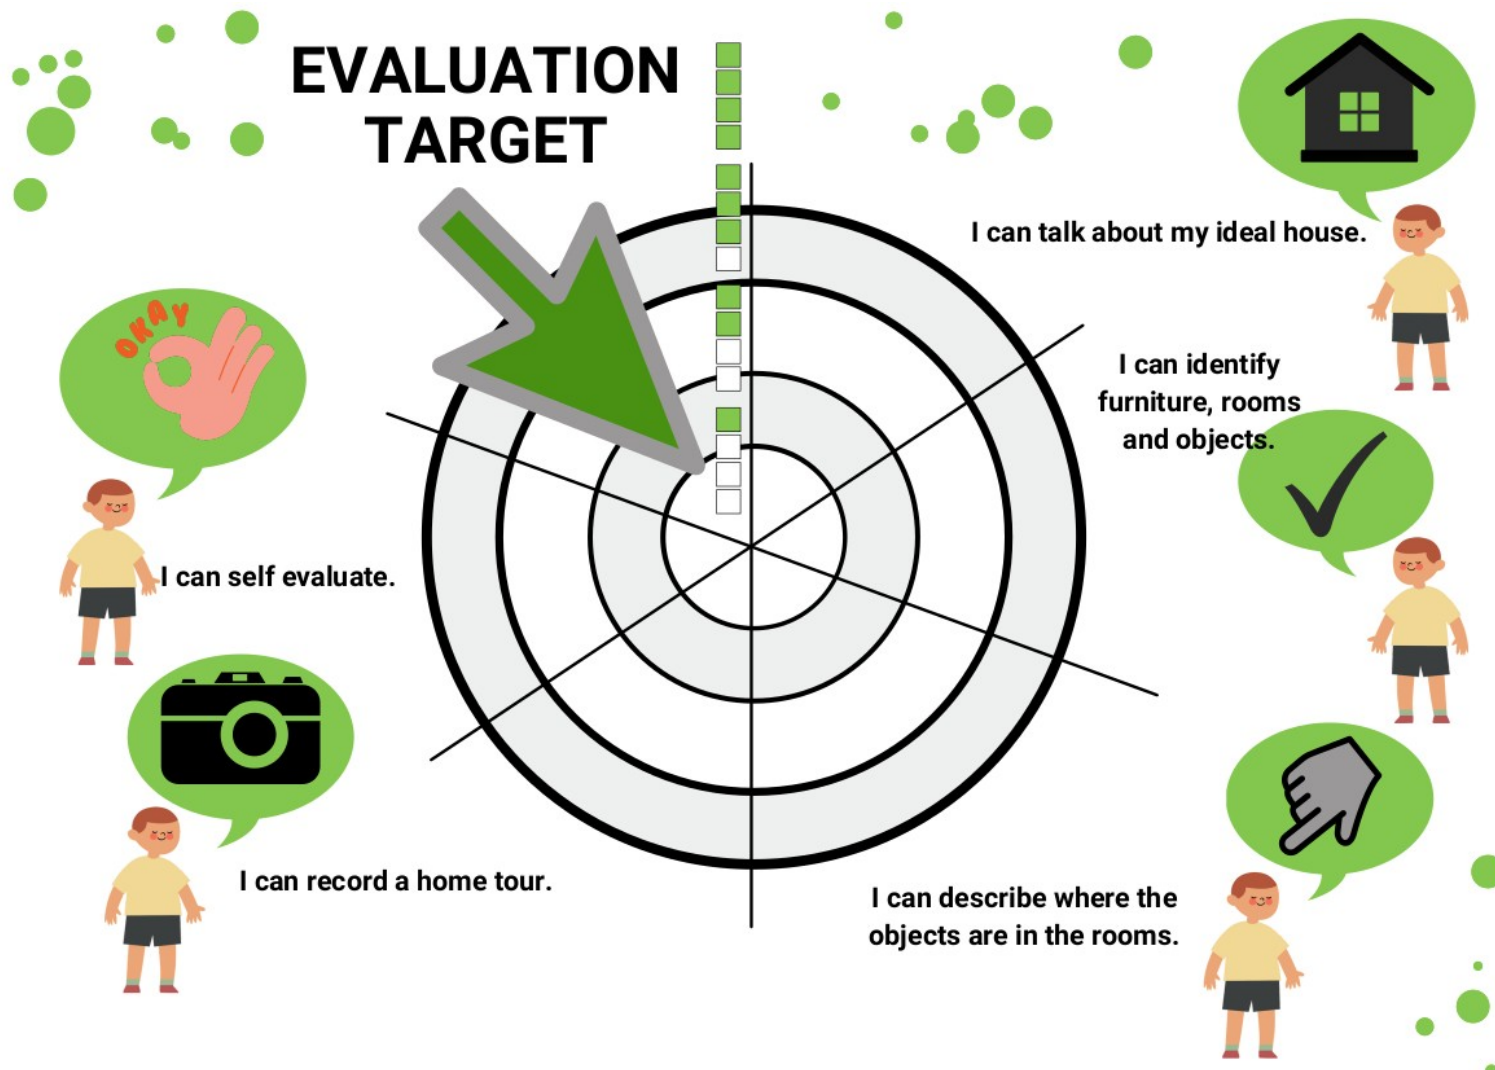 EVALUATION
TARGET
I can talk about my ideal house.
I can identify
furniture, rooms
and objects.
OKAY
I can self evaluate.
I can record a home tour.
I can describe where the
objects are in the rooms.